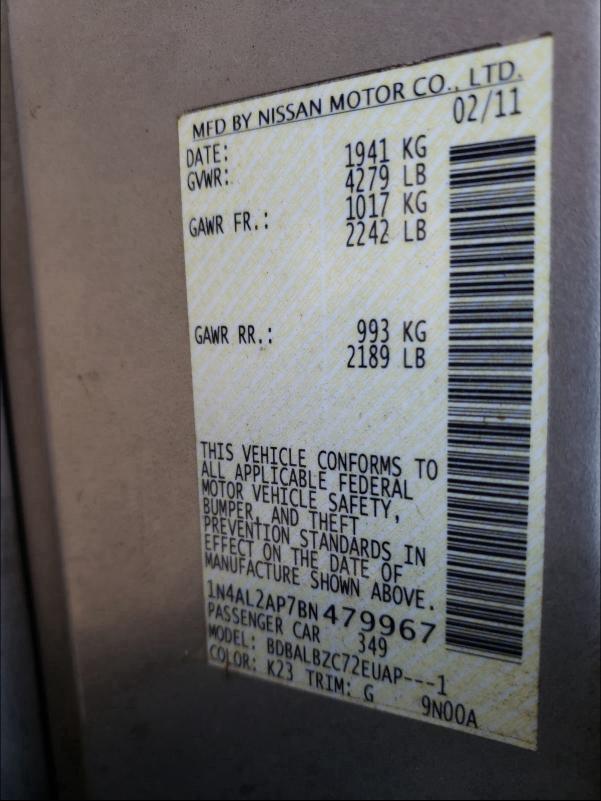 MFD BY NISSAN MOTOR CO., LTD.
DATE: 02/11
GVWR: 1941 KG
4279 LB
GAWR FR.: 1017 KG
2242 LB
GAWR RR.: 993 KG
2189 LB
THIS VEHICLE CONFORMS TO
ALL APPLICABLE FEDERAL
MOTOR VEHICLE SAFETY,
BUMPER, AND THEFT
PREVENTION STANDARDS IN
EFFECT ON THE DATE OF
MANUFACTURE SHOWN ABOVE.
1N4AL2AP7BN479967
PASSENGER CAR 349
MODEL: BDBALBZC72EUAP---1
COLOR: K23 TRIM: G 9N00A